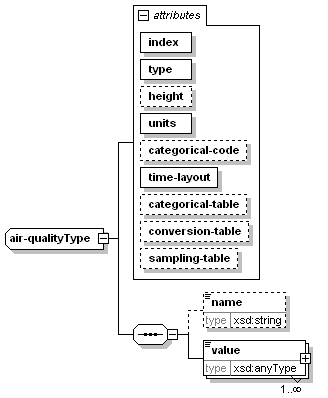 attributes
index
type
height
units
categorical-code
time-layout
categorical-table
conversion-table
sampling-table
air-qualityType
name
type xsd:string
value
type xsd:anyType
1..∞